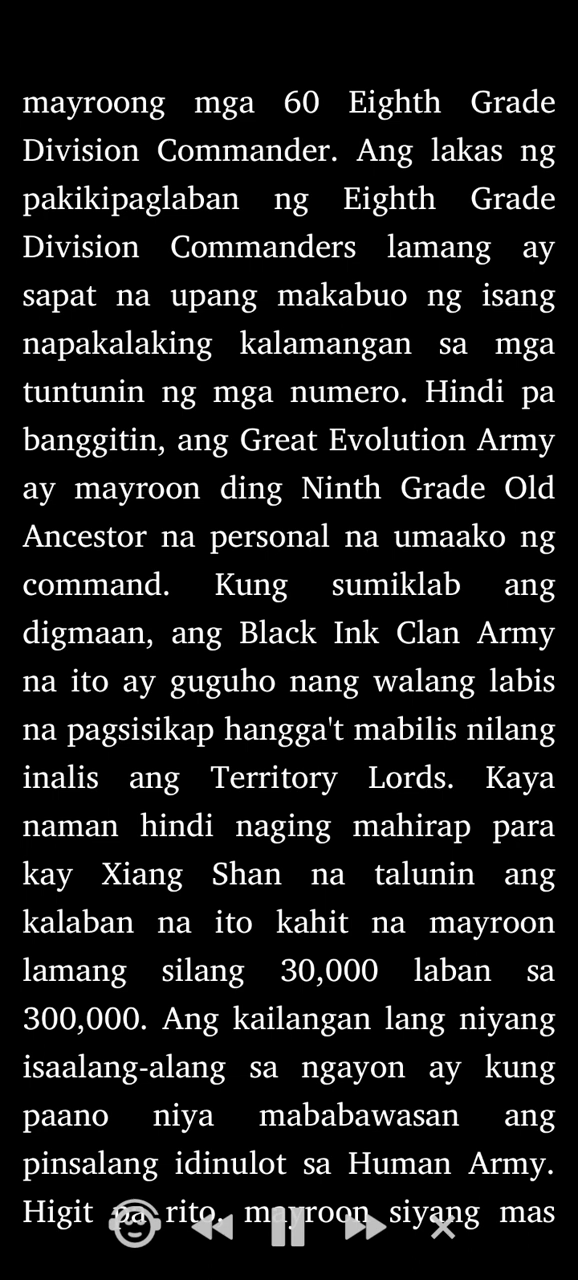 mayroong mga 60 Eighth Grade
Division Commander. Ang lakas ng
pakikipaglaban ng Eighth Grade
Division Commanders lamang ay
sapat na upang makabuo ng isang
napakalaking kalamangan sa mga
tuntunin ng mga numero. Hindi pa
banggitin, ang Great Evolution Army
ay mayroon ding Ninth Grade Old
Ancestor na personal na umaako ng
command. Kung sumiklab ang
digmaan, ang Black Ink Clan Army
na ito ay guguho nang walang labis
na pagsisikap hangga't mabilis nilang
inalis ang Territory Lords. Kaya
naman hindi naging mahirap para
kay Xiang Shan na talunin ang
kalaban na ito kahit na mayroon
lamang silang 30,000 laban sa
300,000. Ang kailangan lang niyang
isaalang-alang sa ngayon ay kung
paano niya mababawasan ang
pinsalang idinulot sa Human Army.
Higit pa rito, mayroon siyang mas